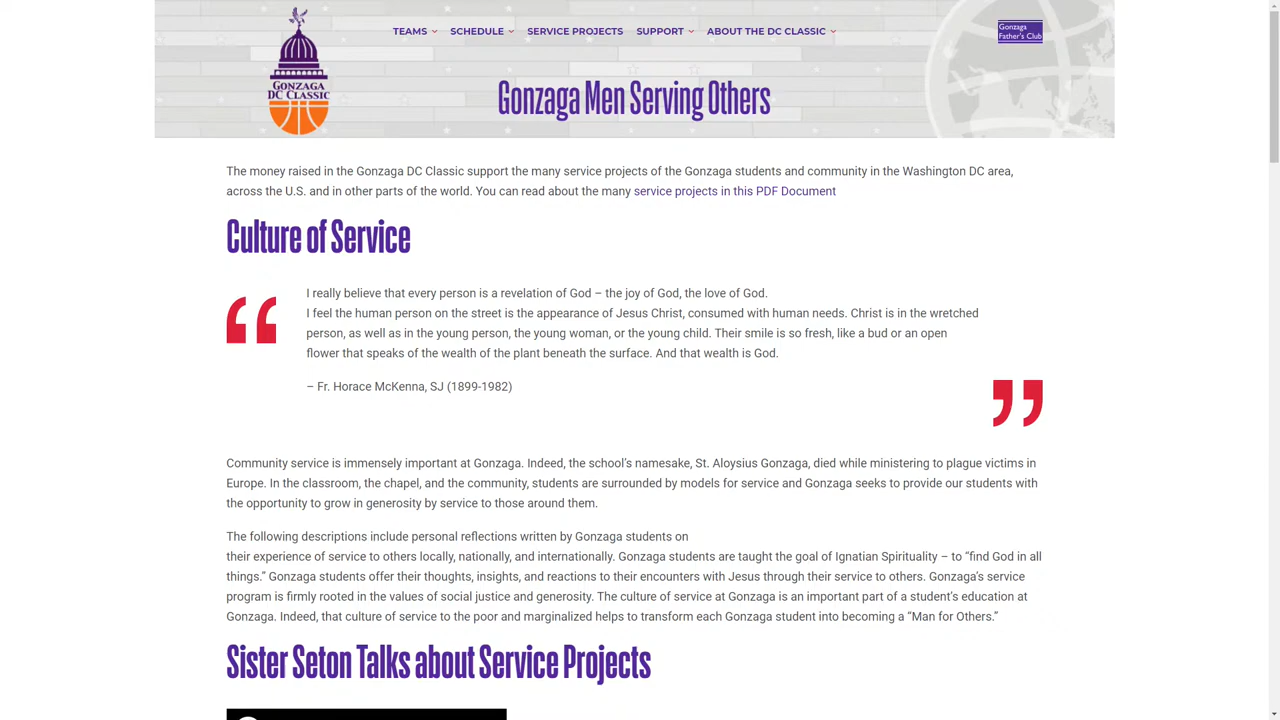 TEAMS SCHEDULE SERVICE PROJECTS SUPPORT ABOUT THE DC CLASSIC
Gonzaga
Father's Club
GONZAGA
DC CLASSIC
Gonzaga Men Serving Others
The money raised in the Gonzaga DC Classic support the many service projects of the Gonzaga students and community in the Washington DC area,
across the U.S. and in other parts of the world. You can read about the many service projects in this PDF Document
Culture of Service
“
I really believe that every person is a revelation of God – the joy of God, the love of God.
I feel the human person on the street is the appearance of Jesus Christ, consumed with human needs. Christ is in the wretched
person, as well as in the young person, the young woman, or the young child. Their smile is so fresh, like a bud or an open
flower that speaks of the wealth of the plant beneath the surface. And that wealth is God.
– Fr. Horace McKenna, SJ (1899-1982)
”
Community service is immensely important at Gonzaga. Indeed, the school’s namesake, St. Aloysius Gonzaga, died while ministering to plague victims in
Europe. In the classroom, the chapel, and the community, students are surrounded by models for service and Gonzaga seeks to provide our students with
the opportunity to grow in generosity by service to those around them.
The following descriptions include personal reflections written by Gonzaga students on
their experience of service to others locally, nationally, and internationally. Gonzaga students are taught the goal of Ignatian Spirituality – to “find God in all
things.” Gonzaga students offer their thoughts, insights, and reactions to their encounters with Jesus through their service to others. Gonzaga’s service
program is firmly rooted in the values of social justice and generosity. The culture of service at Gonzaga is an important part of a student’s education at
Gonzaga. Indeed, that culture of service to the poor and marginalized helps to transform each Gonzaga student into becoming a “Man for Others.”
Sister Seton Talks about Service Projects